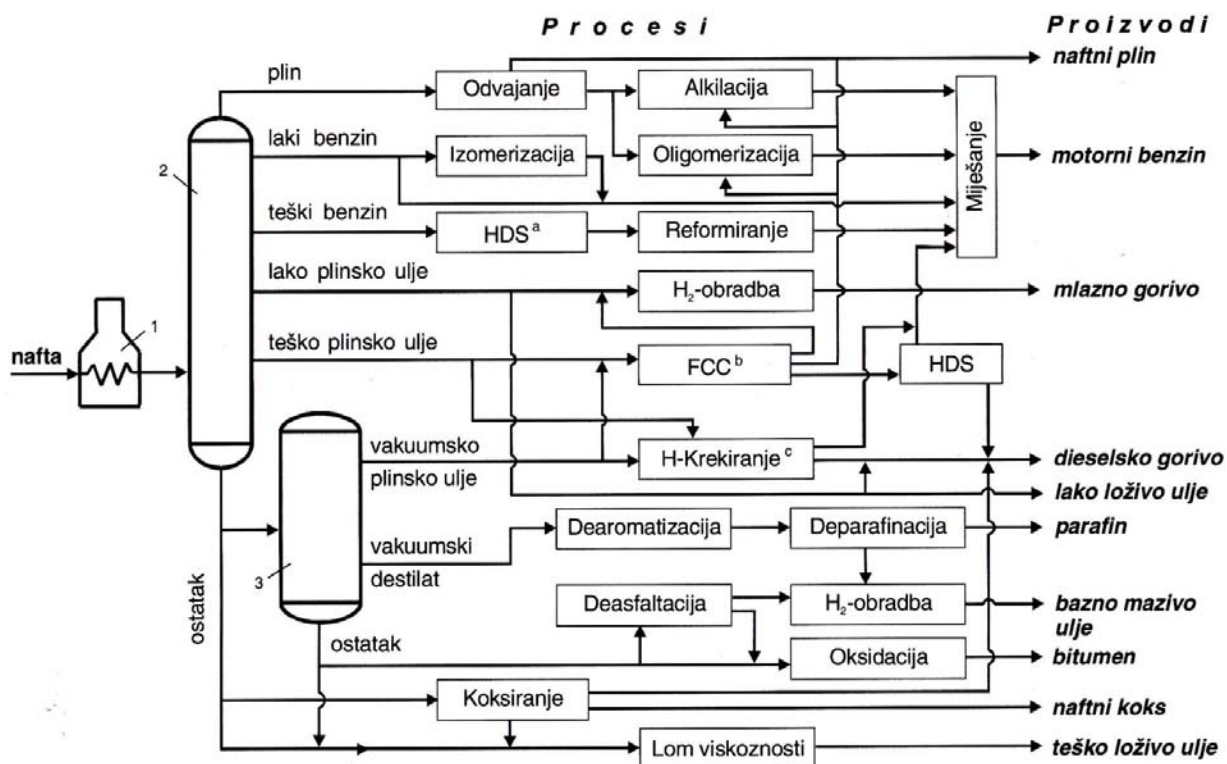 Procesi Proizvodi
plin Odvajanje Alkilacija naftni plin
laki benzin Izomerizacija Oligomerizacija Miješanje motorni benzin
2
teški benzin HDS a Reformiranje
lako plinsko ulje H2-obradba mlazno gorivo
1
nafta
teško plinsko ulje FCC b HDS
vakuumsko
plinsko ulje
H-Krekiranje c dieselsko gorivo
lako loživo ulje
Dearomatizacija Deparafinacija parafin
vakuumski
destilat
3
ostatak
Deasfaltacija H2-obradba bazno mazivo
ulje
ostatak
Oksidacija bitumen
Koksiranje naftni koks
Lom viskoznosti teško loživo ulje